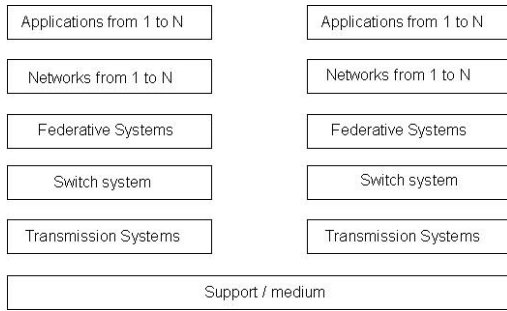 Applications from 1 to N
Applications from 1 to N
Networks from 1 to N
Networks from 1 to N
Federative Systems
Federative Systems
Switch system
Switch system
Transmission Systems
Transmission Systems
Support / medium